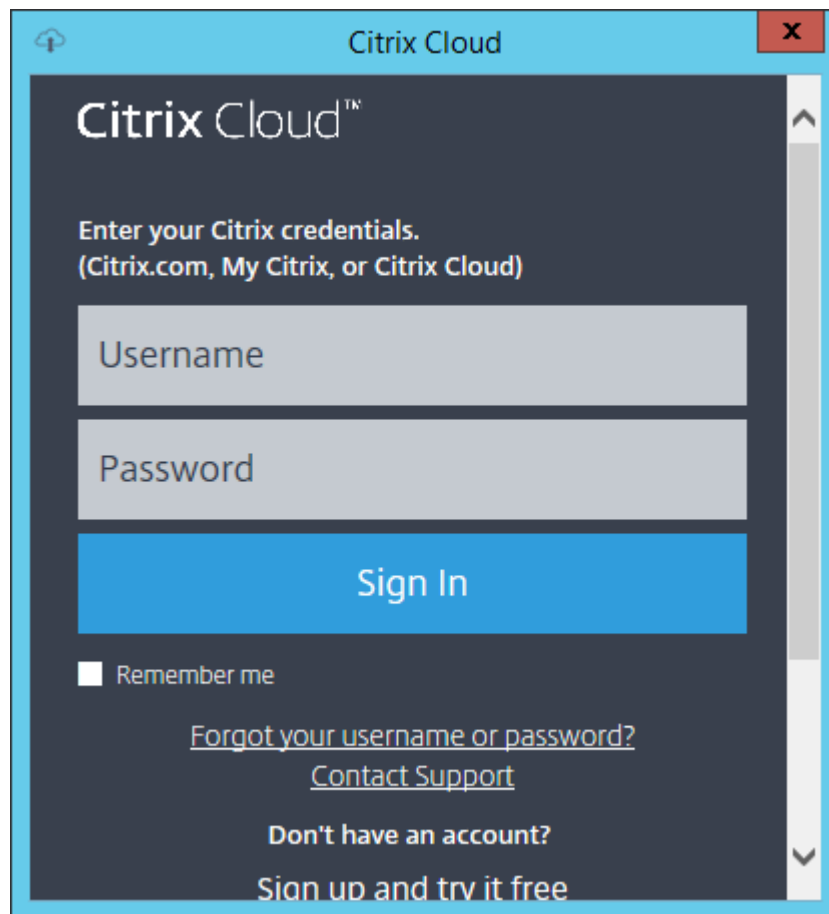 Citrix Cloud
x
Citrix Cloud™
Enter your Citrix credentials.
(Citrix.com, My Citrix, or Citrix Cloud)
Username
Password
Sign In
Remember me
Forgot your username or password?
Contact Support
Don't have an account?
Sign up and try it free